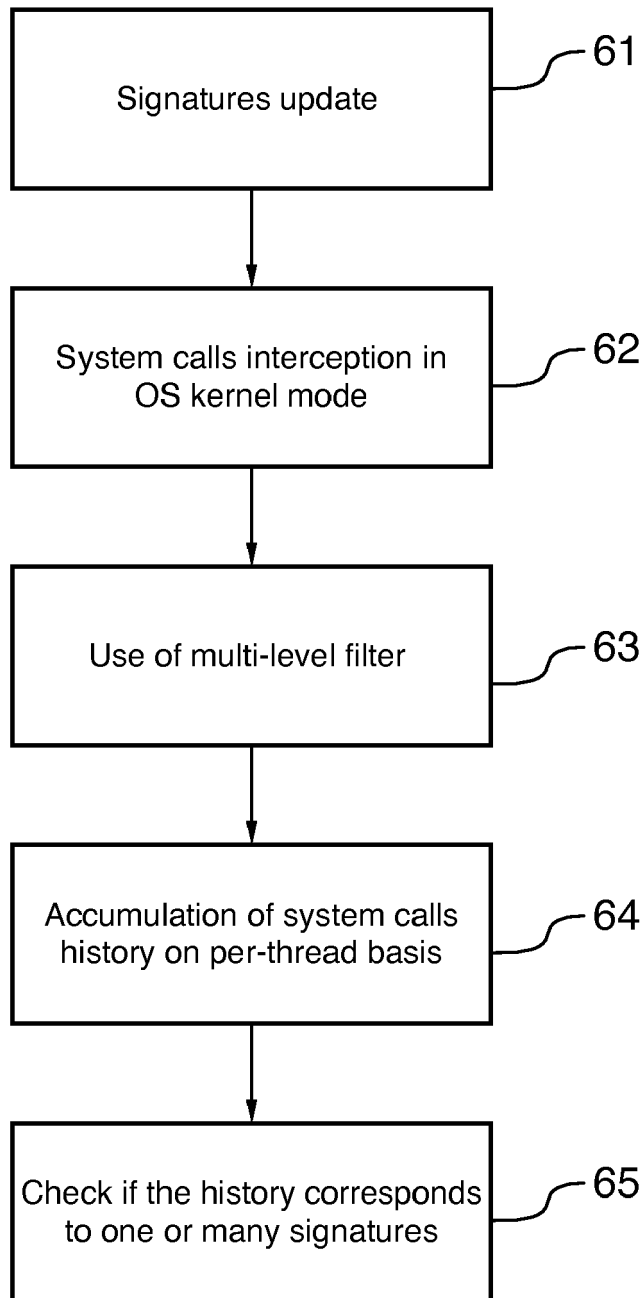 Signatures update
61
System calls interception in
OS kernel mode
62
Use of multi-level filter
63
Accumulation of system calls
history on per-thread basis
64
Check if the history corresponds
to one or many signatures
65